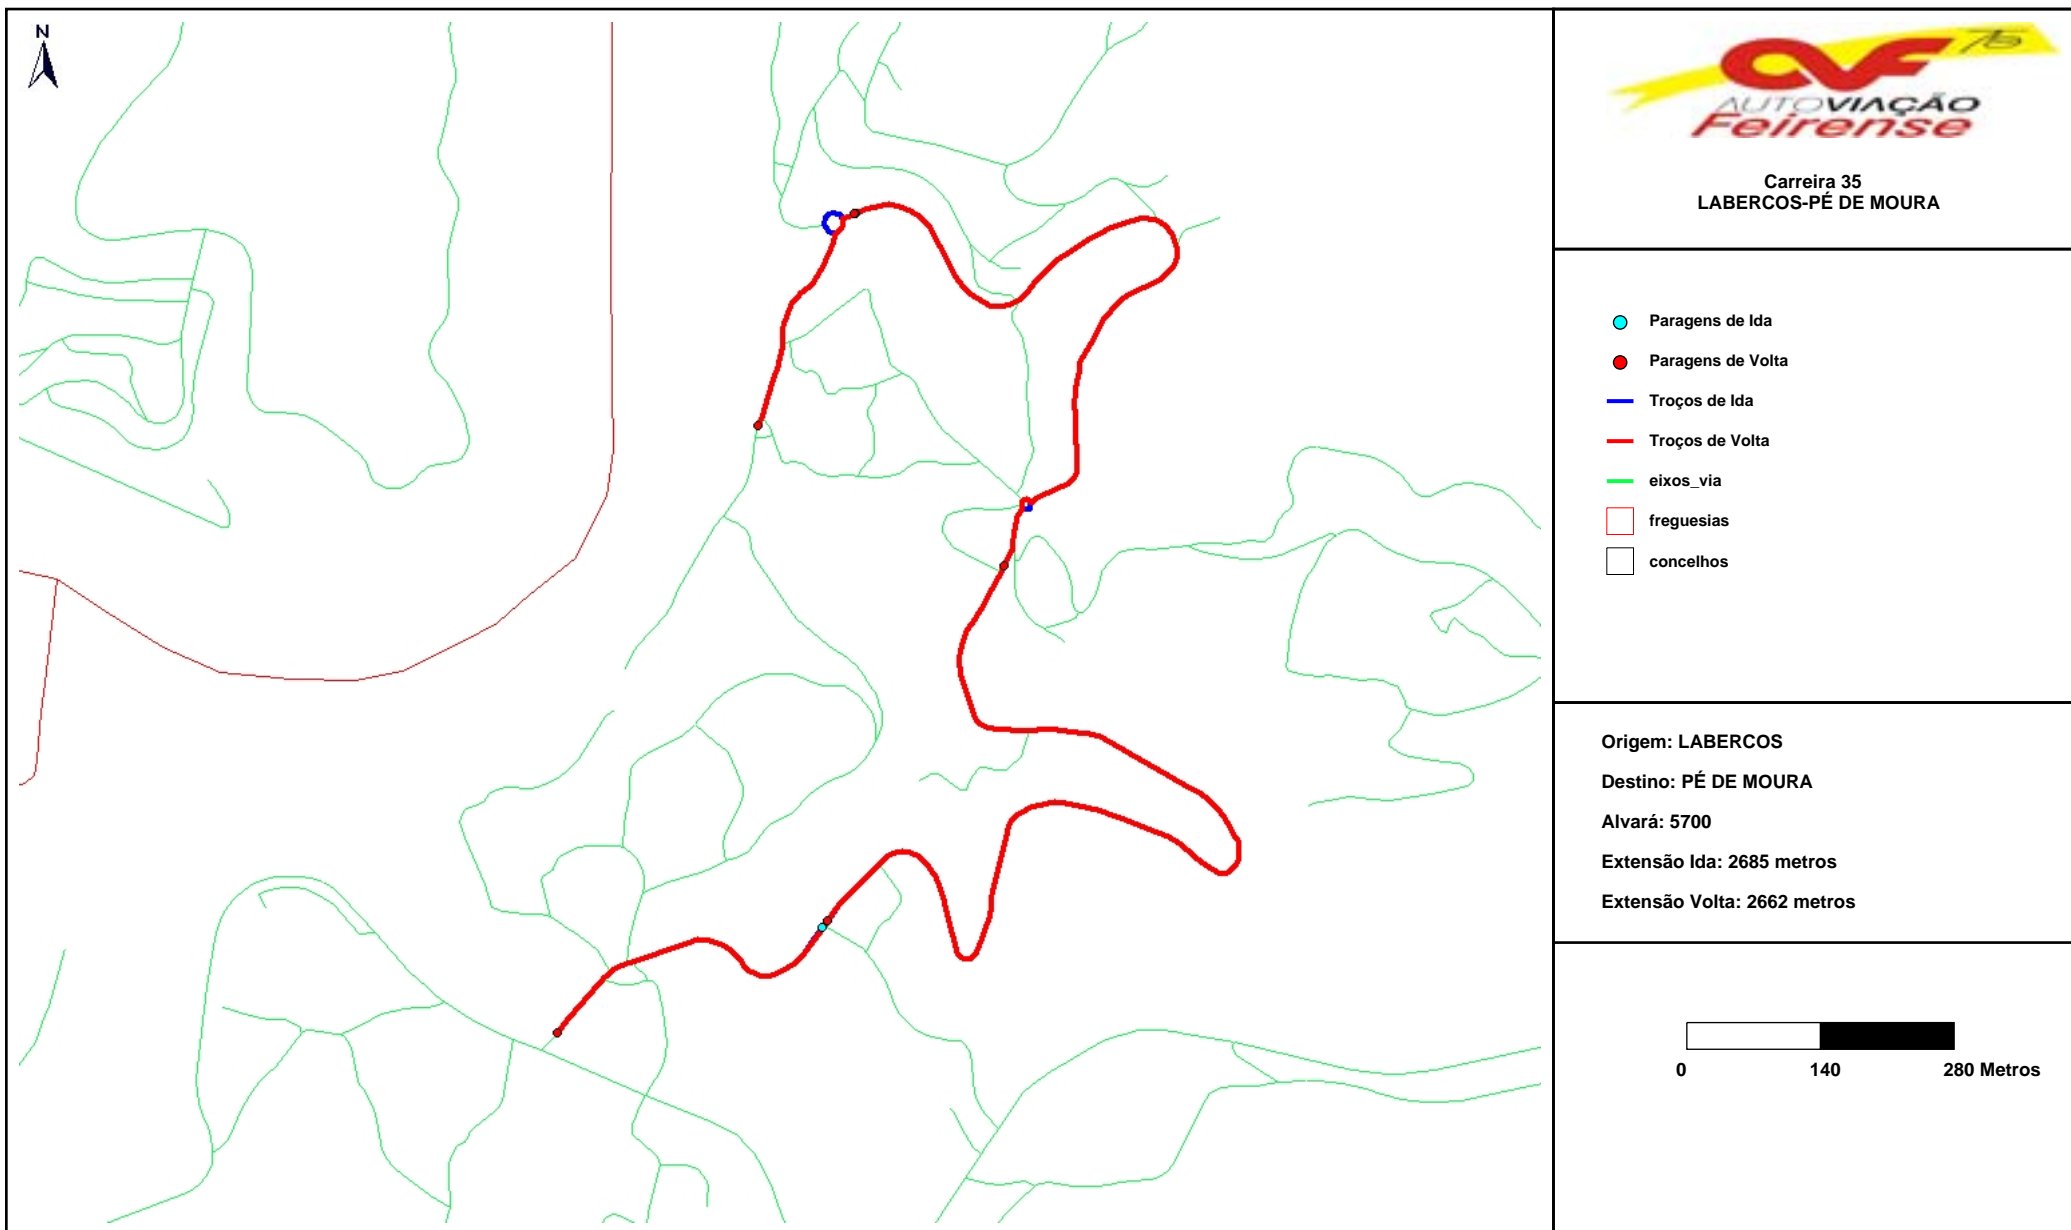 N
75
AUTOVIAÇÃO
Feirense
Carreira 35
LABERCOS-PÉ DE MOURA
Paragens de Ida
Paragens de Volta
Troços de Ida
Troços de Volta
eixos_via
freguesias
concelhos
Origem: LABERCOS
Destino: PÉ DE MOURA
Alvará: 5700
Extensão Ida: 2685 metros
Extensão Volta: 2662 metros
0 140 280 Metros